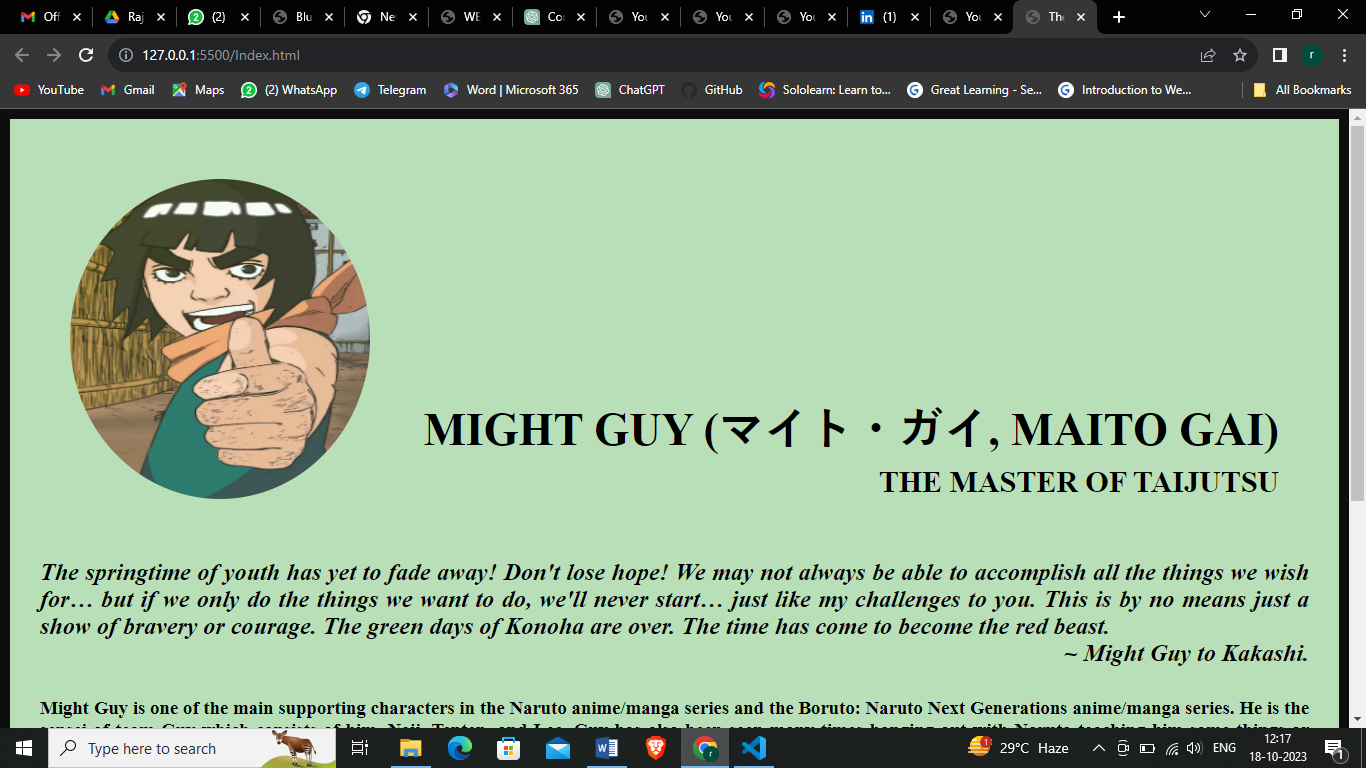 Off
Raj
(2)
Blu
Ne
WE
Co
You
You
You
(1)
You
The
127.0.0.1:5500/Index.html
r
YouTube
Gmail
Maps
(2) WhatsApp
Telegram
Word | Microsoft 365
ChatGPT
GitHub
Sololearn: Learn to...
Great Learning - Se...
Introduction to We...
All Bookmarks
MIGHT GUY (マイト・ガイ, MAITO GAI)
THE MASTER OF TAIJUTSU
The springtime of youth has yet to fade away! Don't lose hope! We may not always be able to accomplish all the things we wish
for… but if we only do the things we want to do, we'll never start… just like my challenges to you. This is by no means just a
show of bravery or courage. The green days of Konoha are over. The time has come to become the red beast.
~ Might Guy to Kakashi.
Might Guy is one of the main supporting characters in the Naruto anime/manga series and the Boruto: Naruto Next Generations anime/manga series. He is the
Type here to search
29°C Haze
ENG
12:17
18-10-2023
1